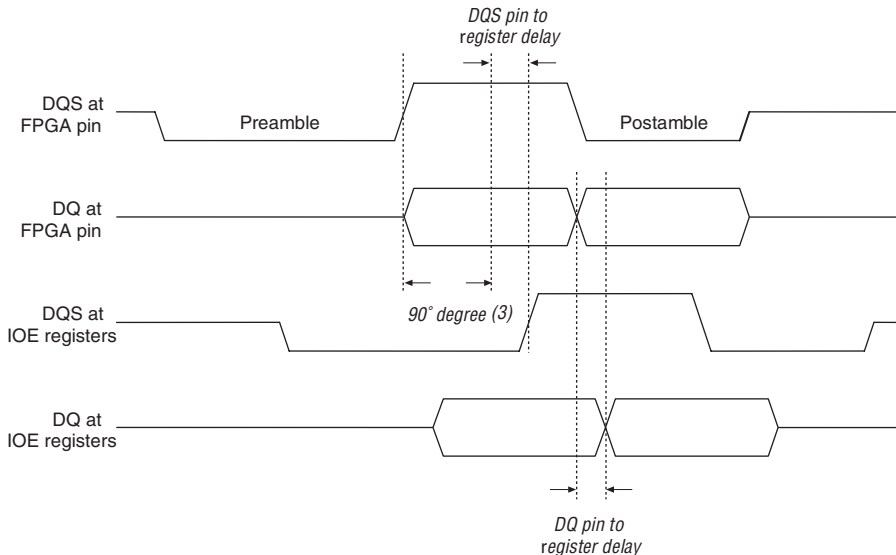 DQS pin to
register delay
DQS at
FPGA pin
Preamble
Postamble
DQ at
FPGA pin
90° degree (3)
DQS at
IOE registers
DQ at
IOE registers
DQ pin to
register delay